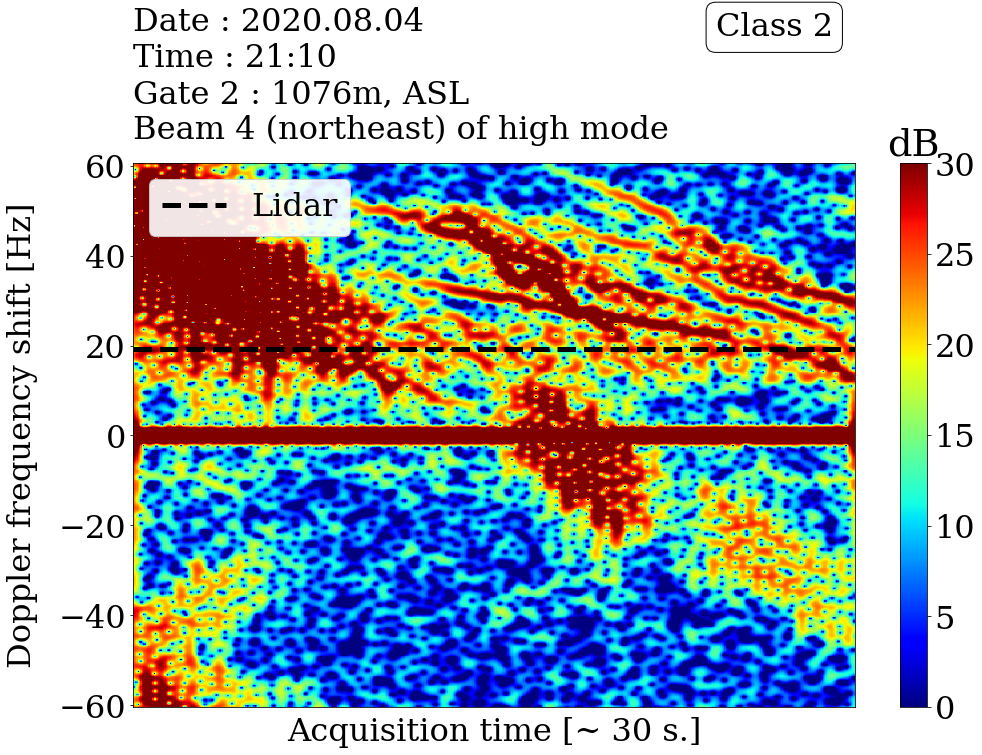 Date : 2020.08.04
Class 2
Time : 21:10
Gate 2 : 1076m, ASL
Beam 4 (northeast) of high mode
dB
Lidar
60
40
20
0
−20
−40
−60
Doppler frequency shift [Hz]
30
25
20
15
10
5
0
Acquisition time [~ 30 s.]